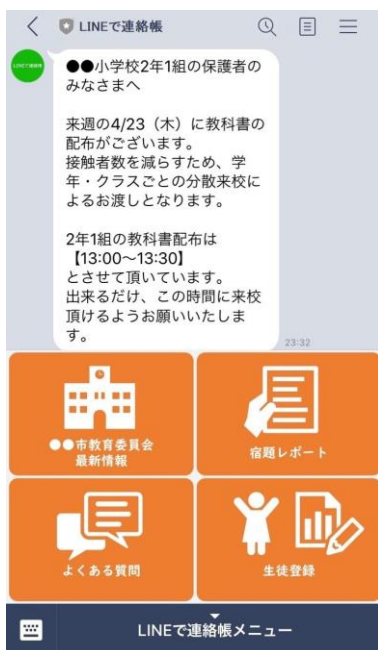 LINEで連絡帳
●●小学校2年1組の保護者の
みなさまへ
来週の4/23（木）に教科書の
配布がございます。
接触者数を減らすため、学
年・クラスごとの分散来校に
よるお渡しとなります。
2年1組の教科書配布は
【13:00〜13:30】
とさせて頂いています。
出来るだけ、この時間に来校
頂けるようお願いいたしま
す。
23:32
●●市教育委員会
最新情報
宿題レポート
よくある質問
生徒登録
LINEで連絡帳メニュー